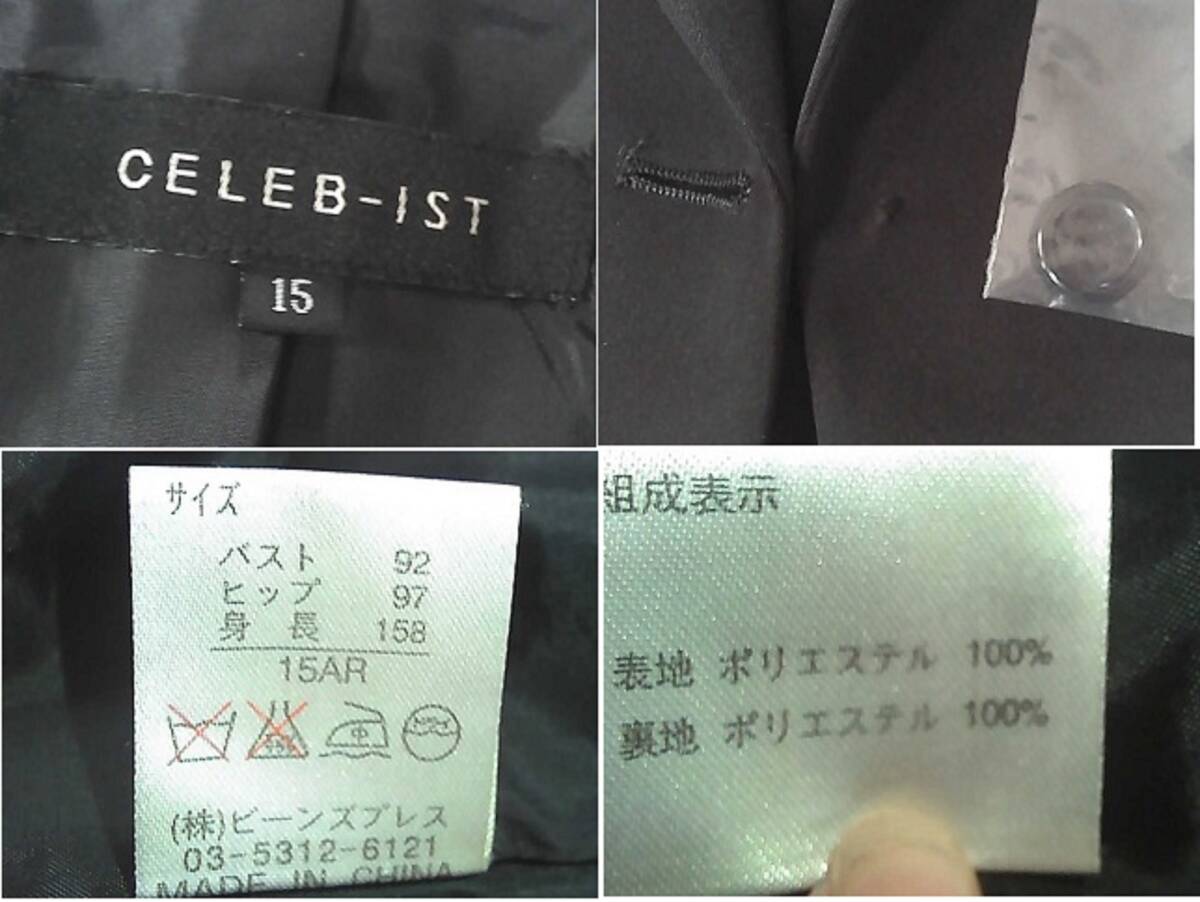 CELEB-IST
15
サイズ
バスト 92
ヒップ 97
身長 158
15AR
中
(株)ビーンズプレス
03-5312-6121
MADE IN CHINA
組成表示
表地 ポリエステル 100%
裏地 ポリエステル 100%